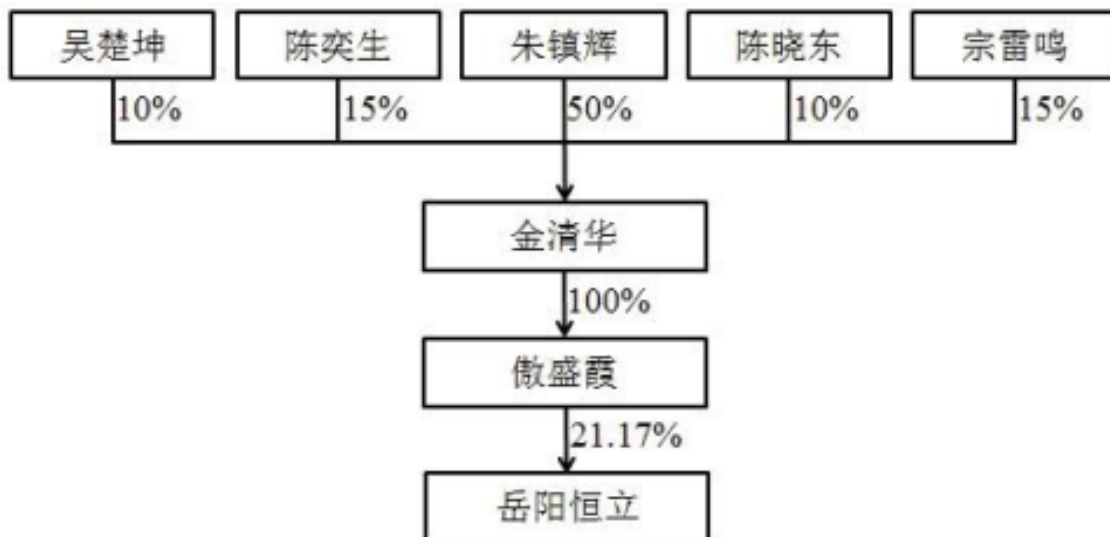 吴楚坤 陈奕生 朱镇辉 陈晓东 宗雷鸣
10% 15% 50% 10% 15%
金清华
100%
傲盛霞
21.17%
岳阳恒立